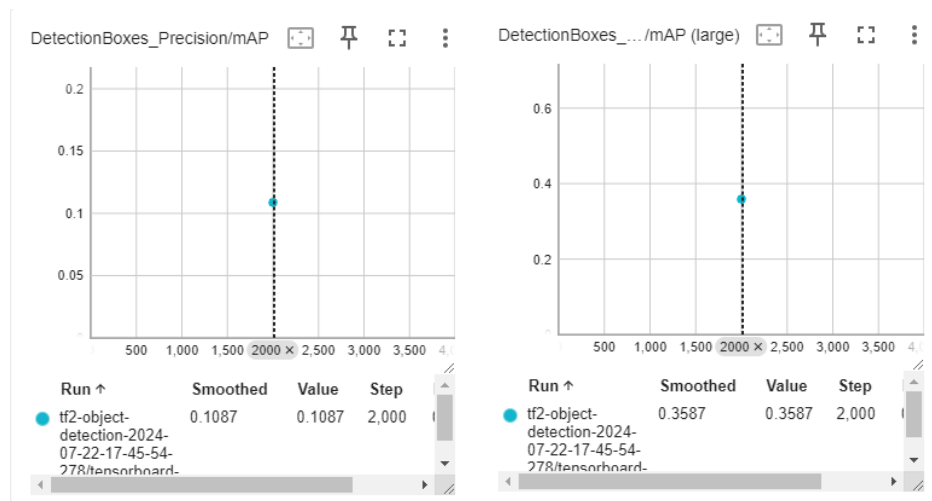 DetectionBoxes_Precision/mAP
0.2
0.15
0.1
0.05
500 1,000 1,500 2000 × 2,500 3,000 3,500
Run ↑ Smoothed Value Step
tf2-object- 0.1087 0.1087 2,000
detection-2024-
07-22-17-45-54-
278/tensorboard-
DetectionBoxes_.../mAP (large)
0.6
0.4
0.2
500 1,000 1,500 2000 × 2,500 3,000 3,500
Run ↑ Smoothed Value Step
tf2-object- 0.3587 0.3587 2,000
detection-2024-
07-22-17-45-54-
278/tensorboard-